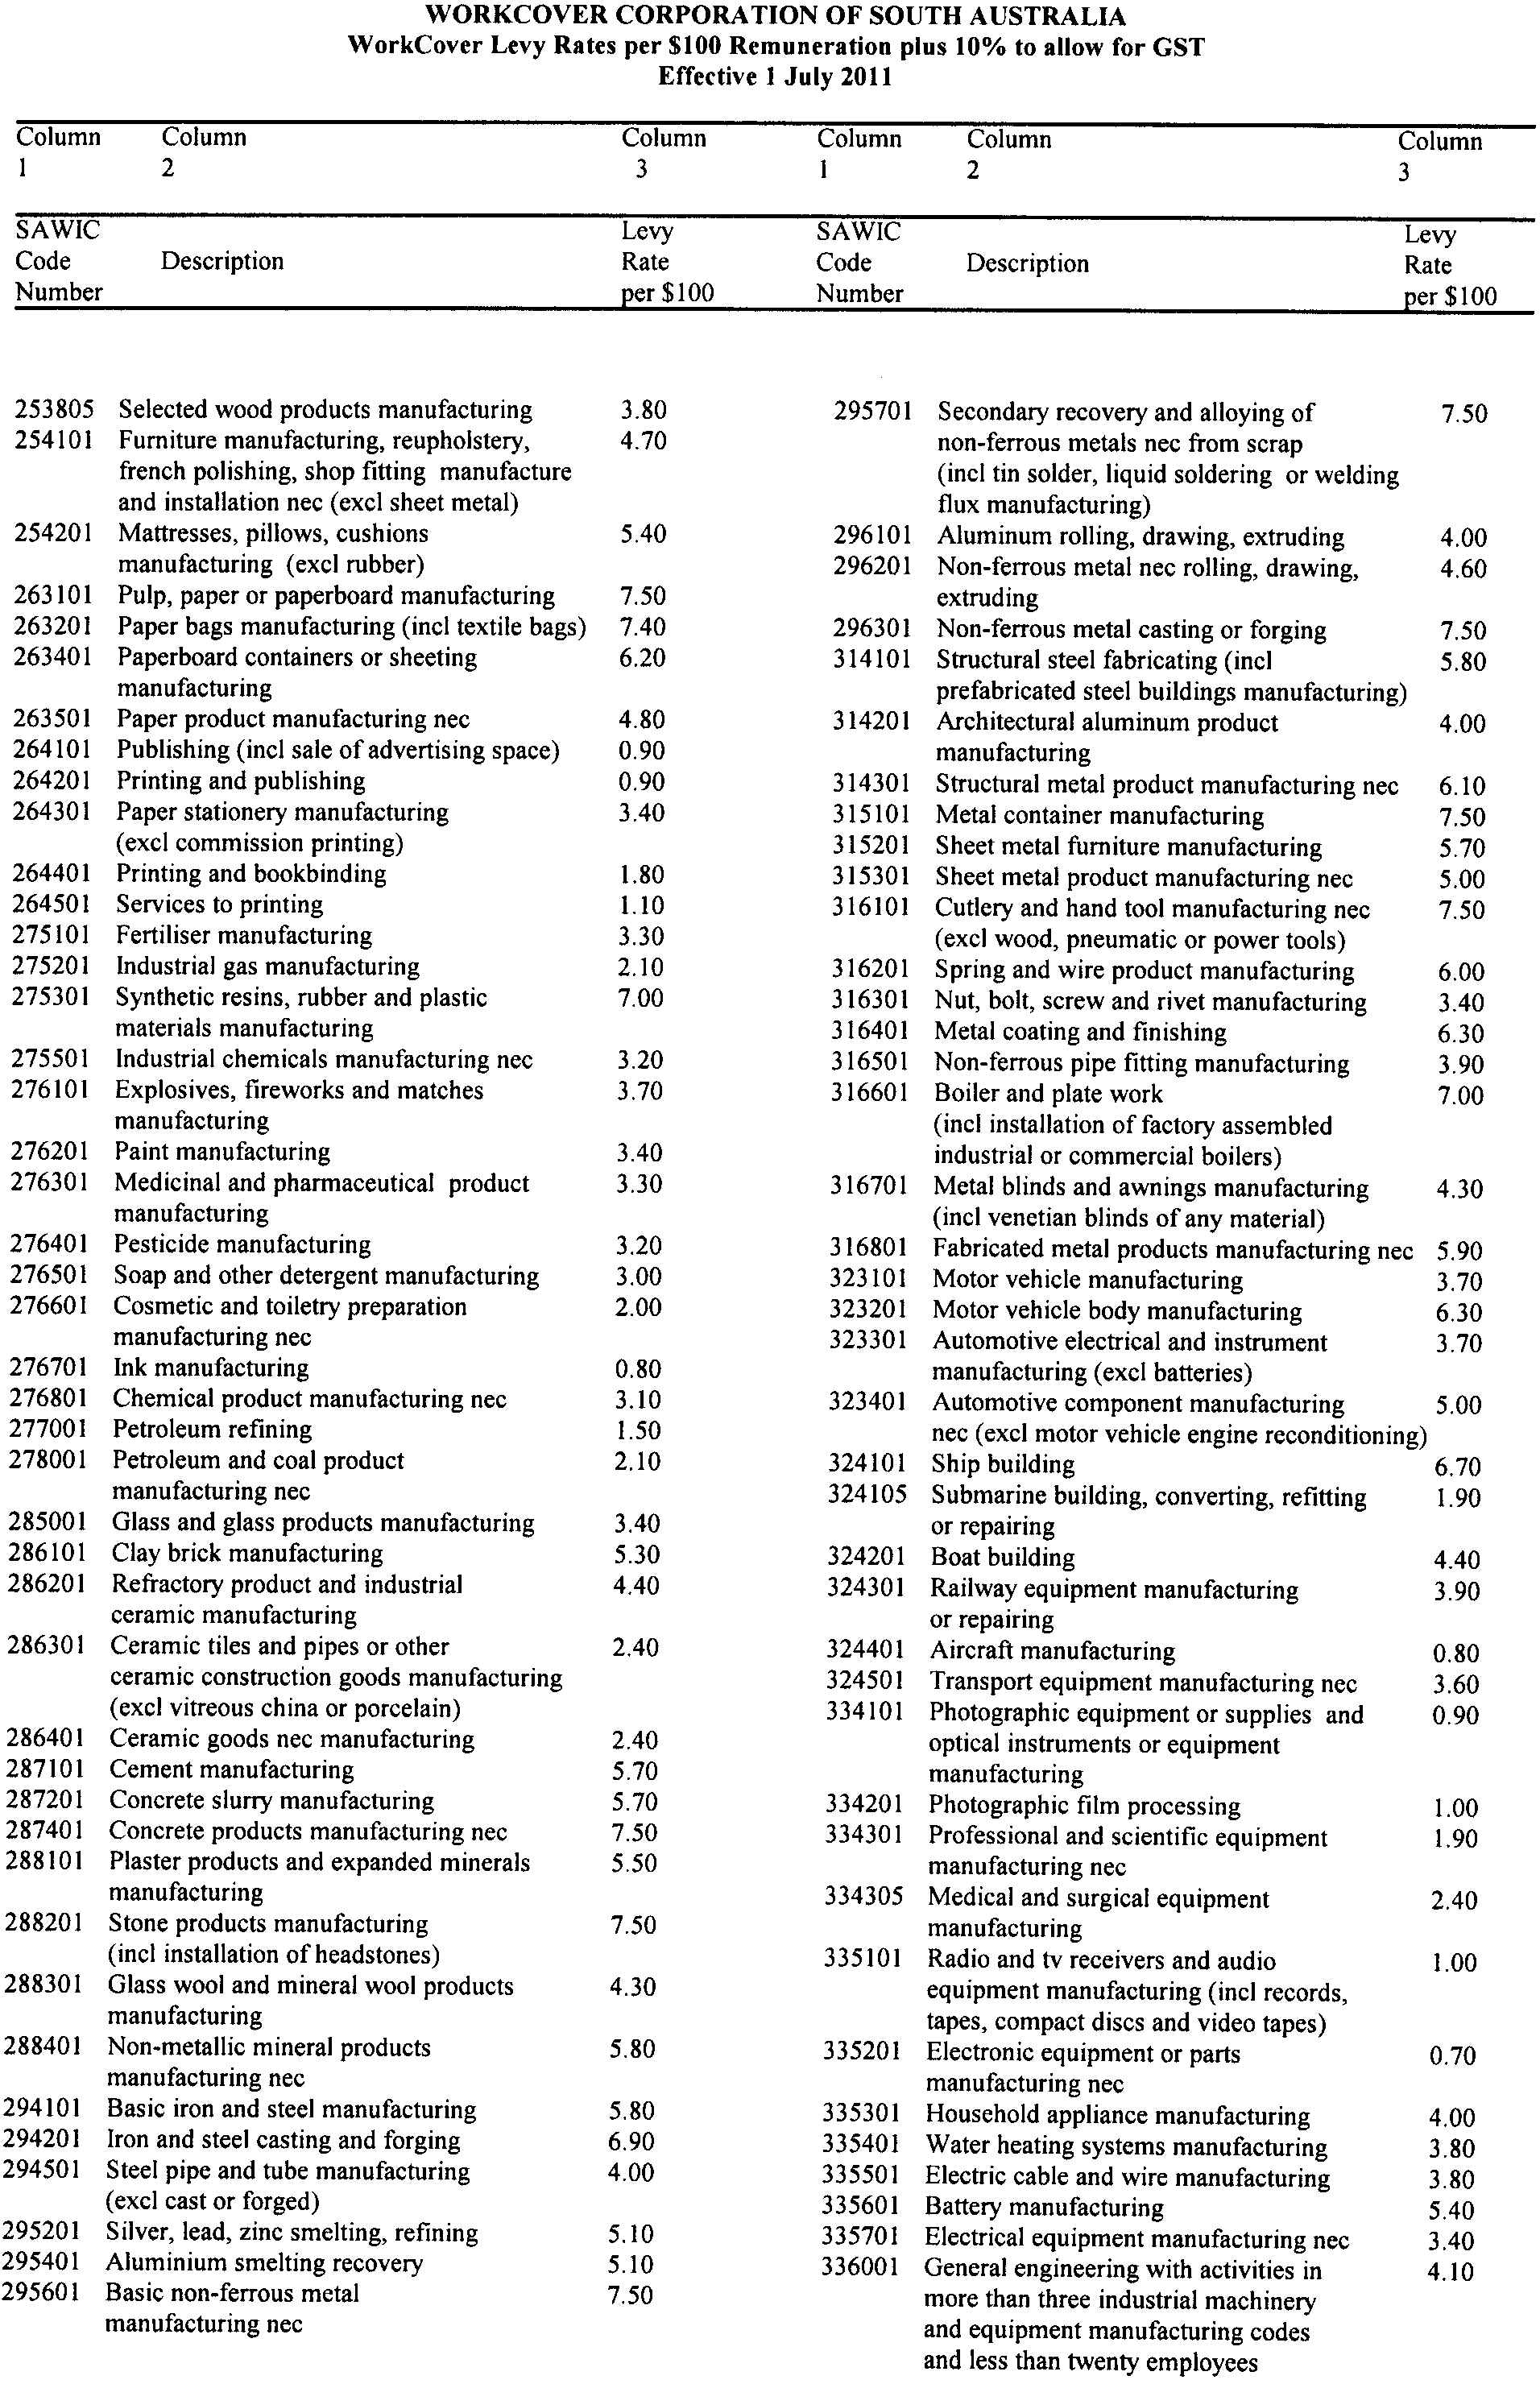 WORKCOVER CORPORATION OF SOUTH AUSTRALIA
WorkCover Levy Rates per $100 Remuneration plus 10% to allow for GST
Effective 1 July 2011
Column Column Column Column Column Column
1 2 3 1 2 3
SAWIC Levy SAWIC Levy
Code Description Rate Code Description Rate
Number per $100 Number per $100
253805 Selected wood products manufacturing 3.80
254101 Furniture manufacturing, reupholstery, 4.70
french polishing, shop fitting manufacture
and installation nec (excl sheet metal)
254201 Mattresses, pillows, cushions 5.40
manufacturing (excl rubber)
263101 Pulp, paper or paperboard manufacturing 7.50
263201 Paper bags manufacturing (incl textile bags) 7.40
263401 Paperboard containers or sheeting 6.20
manufacturing
263501 Paper product manufacturing nec 4.80
264101 Publishing (incl sale of advertising space) 0.90
264201 Printing and publishing 0.90
264301 Paper stationery manufacturing 3.40
(excl commission printing)
264401 Printing and bookbinding 1.80
264501 Services to printing 1.10
275101 Fertiliser manufacturing 3.30
275201 Industrial gas manufacturing 2.10
275301 Synthetic resins, rubber and plastic 7.00
materials manufacturing
275501 Industrial chemicals manufacturing nec 3.20
276101 Explosives, fireworks and matches 3.70
manufacturing
276201 Paint manufacturing 3.40
276301 Medicinal and pharmaceutical product 3.30
manufacturing
276401 Pesticide manufacturing 3.20
276501 Soap and other detergent manufacturing 3.00
276601 Cosmetic and toiletry preparation 2.00
manufacturing nec
276701 Ink manufacturing 0.80
276801 Chemical product manufacturing nec 3.10
277001 Petroleum refining 1.50
278001 Petroleum and coal product 2.10
manufacturing nec
285001 Glass and glass products manufacturing 3.40
286101 Clay brick manufacturing 5.30
286201 Refractory product and industrial 4.40
ceramic manufacturing
286301 Ceramic tiles and pipes or other 2.40
ceramic construction goods manufacturing
(excl vitreous china or porcelain)
286401 Ceramic goods nec manufacturing 2.40
287101 Cement manufacturing 5.70
287201 Concrete slurry manufacturing 5.70
287401 Concrete products manufacturing nec 7.50
288101 Plaster products and expanded minerals 5.50
manufacturing
288201 Stone products manufacturing 7.50
(incl installation of headstones)
288301 Glass wool and mineral wool products 4.30
manufacturing
288401 Non-metallic mineral products 5.80
manufacturing nec
294101 Basic iron and steel manufacturing 5.80
294201 Iron and steel casting and forging 6.90
294501 Steel pipe and tube manufacturing 4.00
(excl cast or forged)
295201 Silver, lead, zinc smelting, refining 5.10
295401 Aluminium smelting recovery 5.10
295601 Basic non-ferrous metal 7.50
manufacturing nec
295701 Secondary recovery and alloying of 7.50
non-ferrous metals nec from scrap
(incl tin solder, liquid soldering or welding
flux manufacturing)
296101 Aluminum rolling, drawing, extruding 4.00
296201 Non-ferrous metal nec rolling, drawing, 4.60
extruding
296301 Non-ferrous metal casting or forging 7.50
314101 Structural steel fabricating (incl 5.80
prefabricated steel buildings manufacturing)
314201 Architectural aluminum product 4.00
manufacturing
314301 Structural metal product manufacturing nec 6.10
315101 Metal container manufacturing 7.50
315201 Sheet metal furniture manufacturing 5.70
315301 Sheet metal product manufacturing nec 5.00
316101 Cutlery and hand tool manufacturing nec 7.50
(excl wood, pneumatic or power tools)
316201 Spring and wire product manufacturing 6.00
316301 Nut, bolt, screw and rivet manufacturing 3.40
316401 Metal coating and finishing 6.30
316501 Non-ferrous pipe fitting manufacturing 3.90
316601 Boiler and plate work 7.00
(incl installation of factory assembled
industrial or commercial boilers)
316701 Metal blinds and awnings manufacturing 4.30
(incl venetian blinds of any material)
316801 Fabricated metal products manufacturing nec 5.90
323101 Motor vehicle manufacturing 3.70
323201 Motor vehicle body manufacturing 6.30
323301 Automotive electrical and instrument 3.70
manufacturing (excl batteries)
323401 Automotive component manufacturing 5.00
nec (excl motor vehicle engine reconditioning)
324101 Ship building 6.70
324105 Submarine building, converting, refitting 1.90
or repairing
324201 Boat building 4.40
324301 Railway equipment manufacturing 3.90
or repairing
324401 Aircraft manufacturing 0.80
324501 Transport equipment manufacturing nec 3.60
334101 Photographic equipment or supplies and 0.90
optical instruments or equipment
manufacturing
334201 Photographic film processing 1.00
334301 Professional and scientific equipment 1.90
manufacturing nec
334305 Medical and surgical equipment 2.40
manufacturing
335101 Radio and tv receivers and audio 1.00
equipment manufacturing (incl records,
tapes, compact discs and video tapes)
335201 Electronic equipment or parts 0.70
manufacturing nec
335301 Household appliance manufacturing 4.00
335401 Water heating systems manufacturing 3.80
335501 Electric cable and wire manufacturing 3.80
335601 Battery manufacturing 5.40
335701 Electrical equipment manufacturing nec 3.40
336001 General engineering with activities in 4.10
more than three industrial machinery
and equipment manufacturing codes
and less than twenty employees